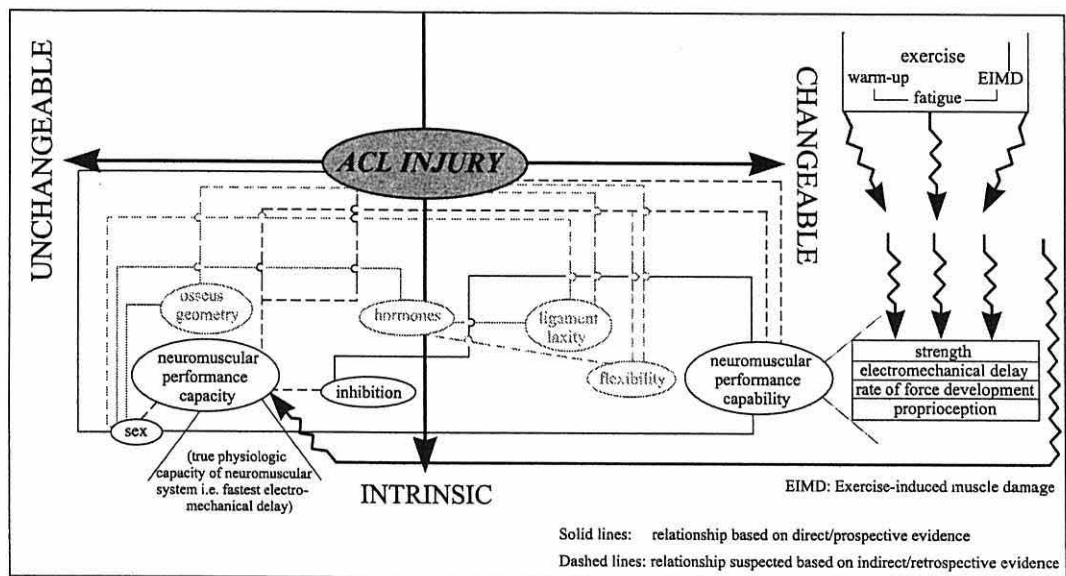 UNCHANGEABLE
ACL INJURY
CHANGEABLE
exercise
warm-up EIMD
fatigue
osseus
geometry
hormones
ligament
laxity
flexibility
neuromuscular
performance
capacity
inhibition
neuromuscular
performance
capability
strength
electromechanical delay
rate of force development
proprioception
sex
(true physiologic
capacity of neuromuscular
system i.e. fastest electro-
mechanical delay)
INTRINSIC
EIMD: Exercise-induced muscle damage
Solid lines: relationship based on direct/prospective evidence
Dashed lines: relationship suspected based on indirect/retrospective evidence